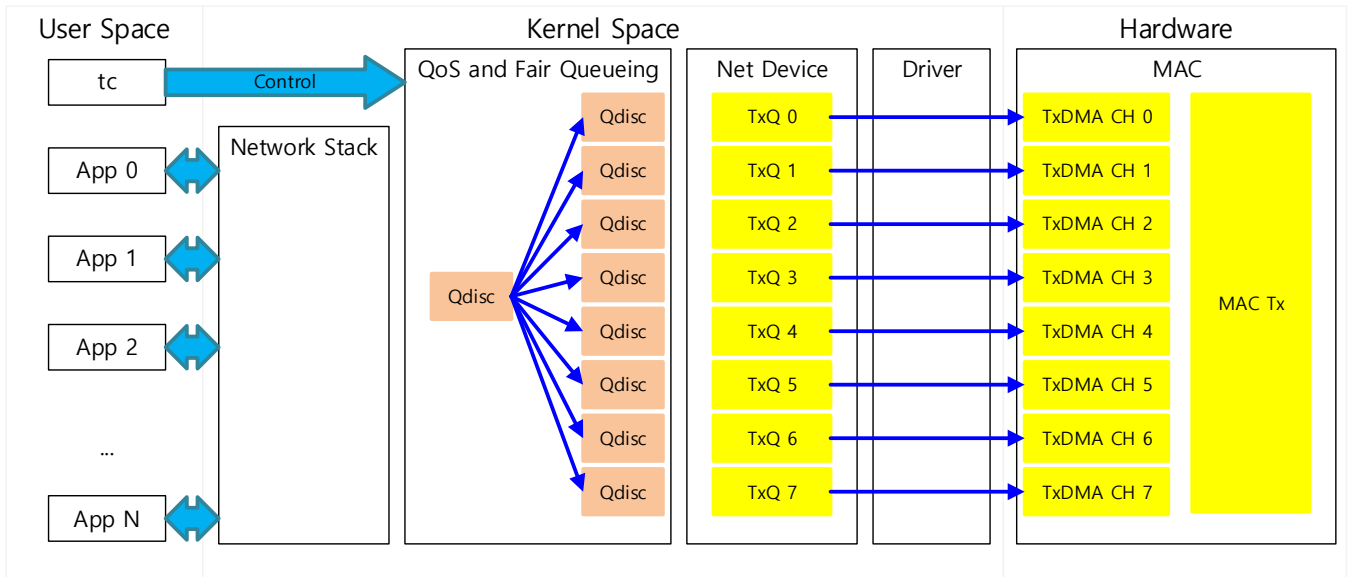 User Space
Kernel Space
Hardware
tc
Control
QoS and Fair Queueing
Net Device
Driver
MAC
App 0
App 1
App 2
...
App N
Network Stack
Qdisc
Qdisc
Qdisc
Qdisc
Qdisc
Qdisc
Qdisc
Qdisc
Qdisc
TxQ 0
TxQ 1
TxQ 2
TxQ 3
TxQ 4
TxQ 5
TxQ 6
TxQ 7
TxDMA CH 0
TxDMA CH 1
TxDMA CH 2
TxDMA CH 3
TxDMA CH 4
TxDMA CH 5
TxDMA CH 6
TxDMA CH 7
MAC Tx